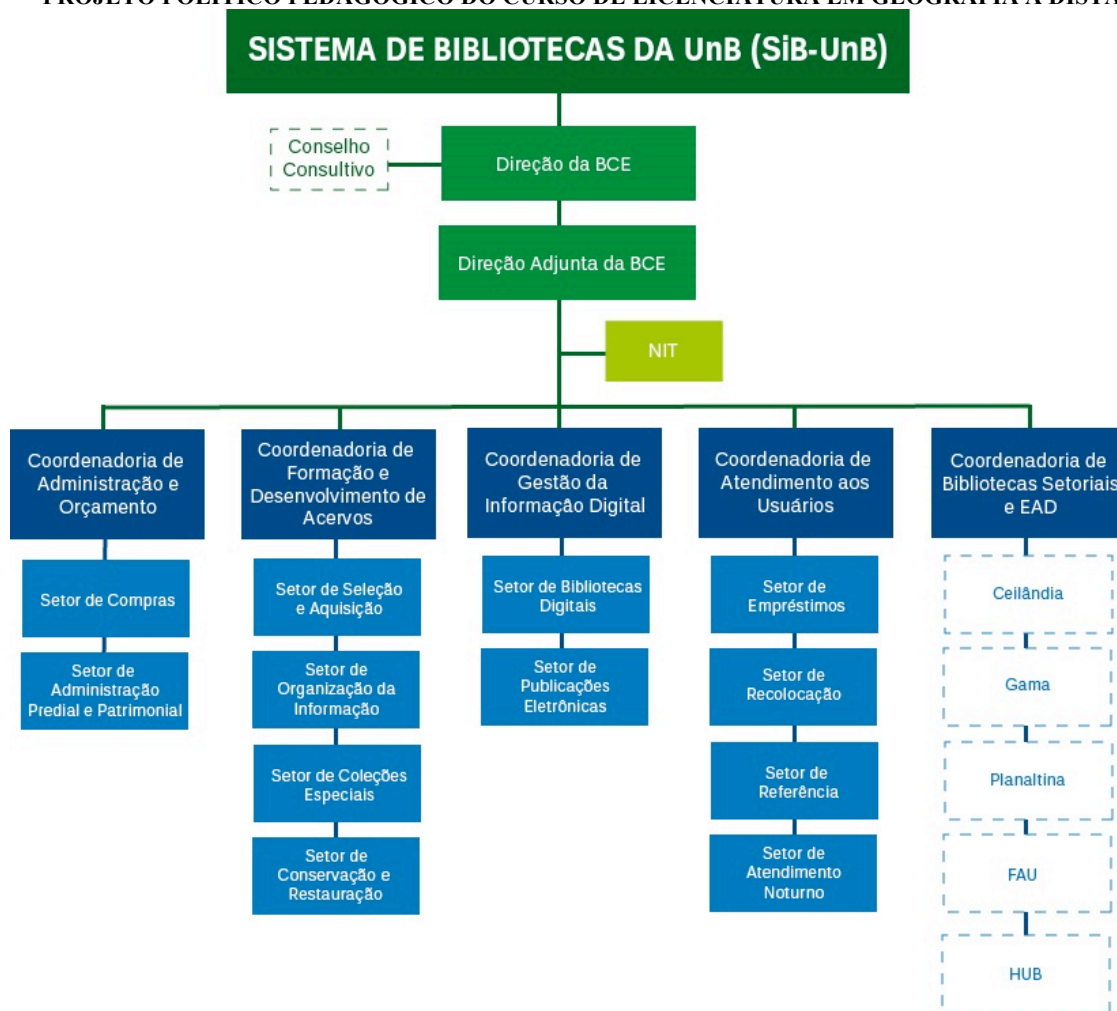 PROJETO POLÍTICO PEDAGÓGICO DO CURSO DE LICENCIATURA EM GEOGRAFIA A
SISTEMA DE BIBLIOTECAS DA UnB (SiB-UnB)
Conselho
Consultivo
Direção da BCE
Direção Adjunta da BCE
NIT
Coordenadoria de
Administração e
Orçamento
Setor de Compras
Setor de
Administração
Predial e Patrimonial
Coordenadoria de
Formação e
Desenvolvimento de
Acervos
Setor de Seleção
e Aquisição
Setor de
Organização da
Informação
Setor de Coleções
Especiais
Setor de
Conservação e
Restauração
Coordenadoria de
Gestão da
Informação Digital
Setor de Bibliotecas
Digitais
Setor de
Publicações
Eletrônicas
Coordenadoria de
Atendimento aos
Usuários
Setor de
Empréstimos
Setor de
Recolocação
Setor de
Referência
Setor de
Atendimento
Noturno
Coordenadoria de
Bibliotecas Setoriais
e EAD
Ceilândia
Gama
Planaltina
FAU
HUB